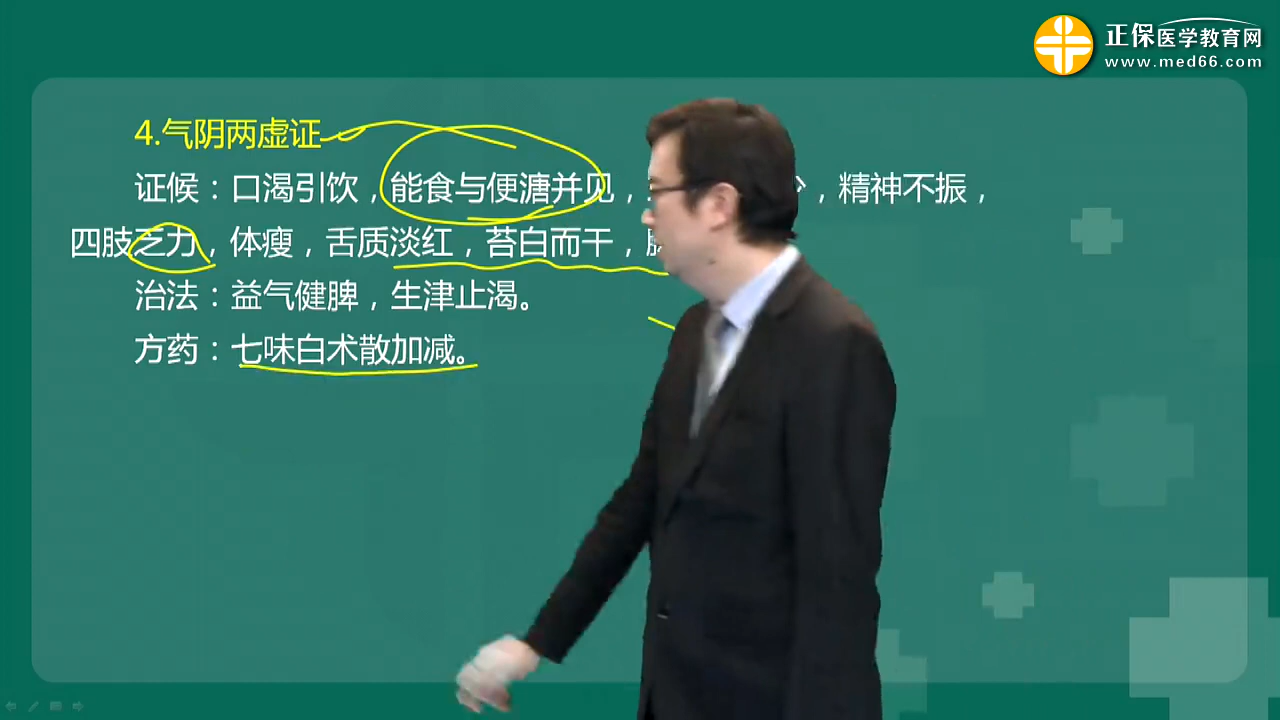 正保医学教育网
www.med66.com
4.气阴两虚证
证候：口渴引饮，能食与便溏并见，，精神不振，
四肢乏力，体瘦，舌质淡红，苔白而干，
治法：益气健脾，生津止渴。
方药：七味白术散加减。